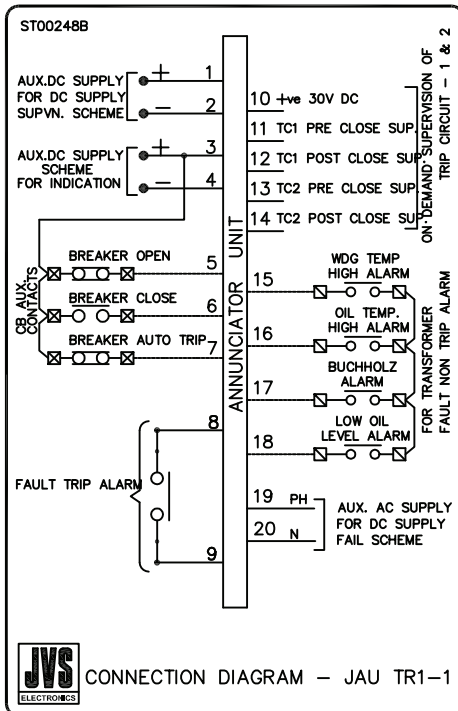 ST00248B
AUX.DC SUPPLY
FOR DC SUPPLY
SUPVN. SCHEME
+
1
−
2
AUX.DC SUPPLY
SCHEME
FOR INDICATION
+
3
−
4
CB AUX.
CONTACTS
BREAKER OPEN
5
BREAKER CLOSE
6
BREAKER AUTO TRIP
7
FAULT TRIP ALARM
8
9
ANNUNCIATOR UNIT
10 +ve 30V DC
11 TC1 PRE CLOSE SUP.
12 TC1 POST CLOSE SUP.
13 TC2 PRE CLOSE SUP.
14 TC2 POST CLOSE SUP.
ON DEMAND SUPERVISION OF
TRIP CIRCUIT - 1 & 2
15
WDG TEMP
HIGH ALARM
16
OIL TEMP.
HIGH ALARM
17
BUCHHOLZ
ALARM
18
LOW OIL
LEVEL ALARM
FOR TRANSFORMER
FAULT NON TRIP ALARM
19 PH
20 N
AUX. AC SUPPLY
FOR DC SUPPLY
FAIL SCHEME
JVS
ELECTRONICS
CONNECTION DIAGRAM - JAU TR1-1